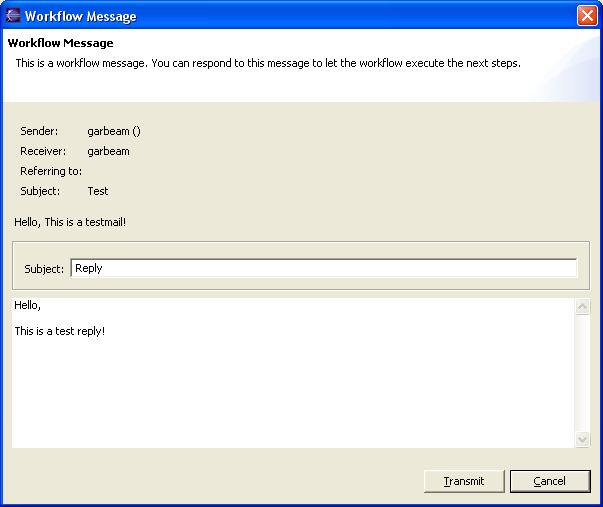 Workflow Message
Workflow Message
This is a workflow message. You can respond to this message to let the workflow execute the next steps.
Sender: garbeam ()
Receiver: garbeam
Referring to:
Subject: Test
Hello, This is a testmail!
Subject: Reply
Hello,
This is a test reply!
Transmit Cancel